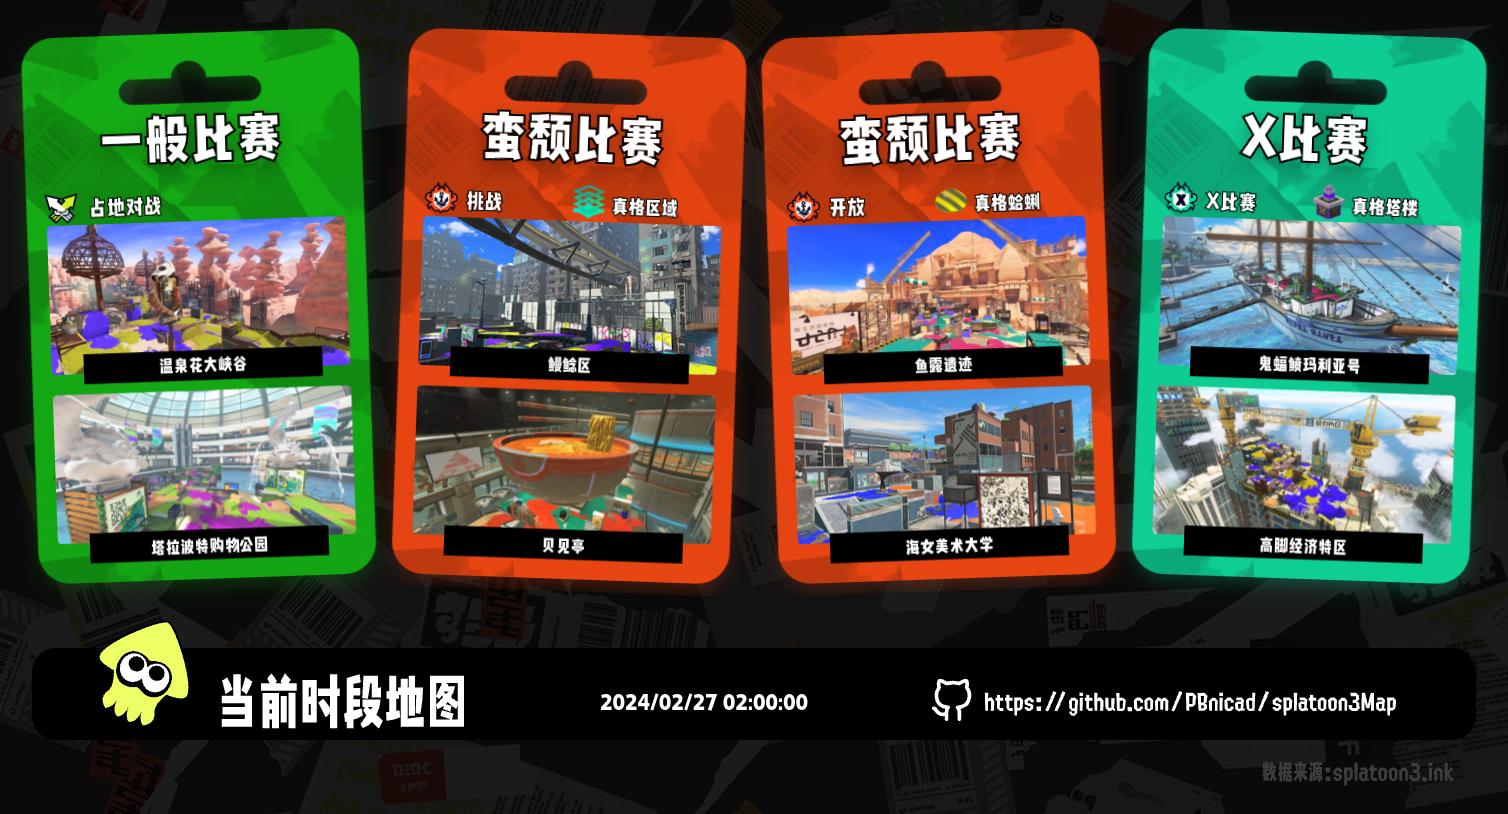 一般比赛
占地对战
温泉花大峡谷
塔拉波特购物公园
蛮颓比赛
挑战
真格区域
鳗鲶区
贝见亭
蛮颓比赛
开放
真格蛤蜊
鱼露遗迹
海女美术大学
X比赛
X比赛
真格塔楼
鬼蝠鲼玛利亚号
高脚经济特区
当前时段地图
2024/02/27 02:00:00
https://github.com/PBnicad/splatoon3Map
数据来源:splatoon3.ink